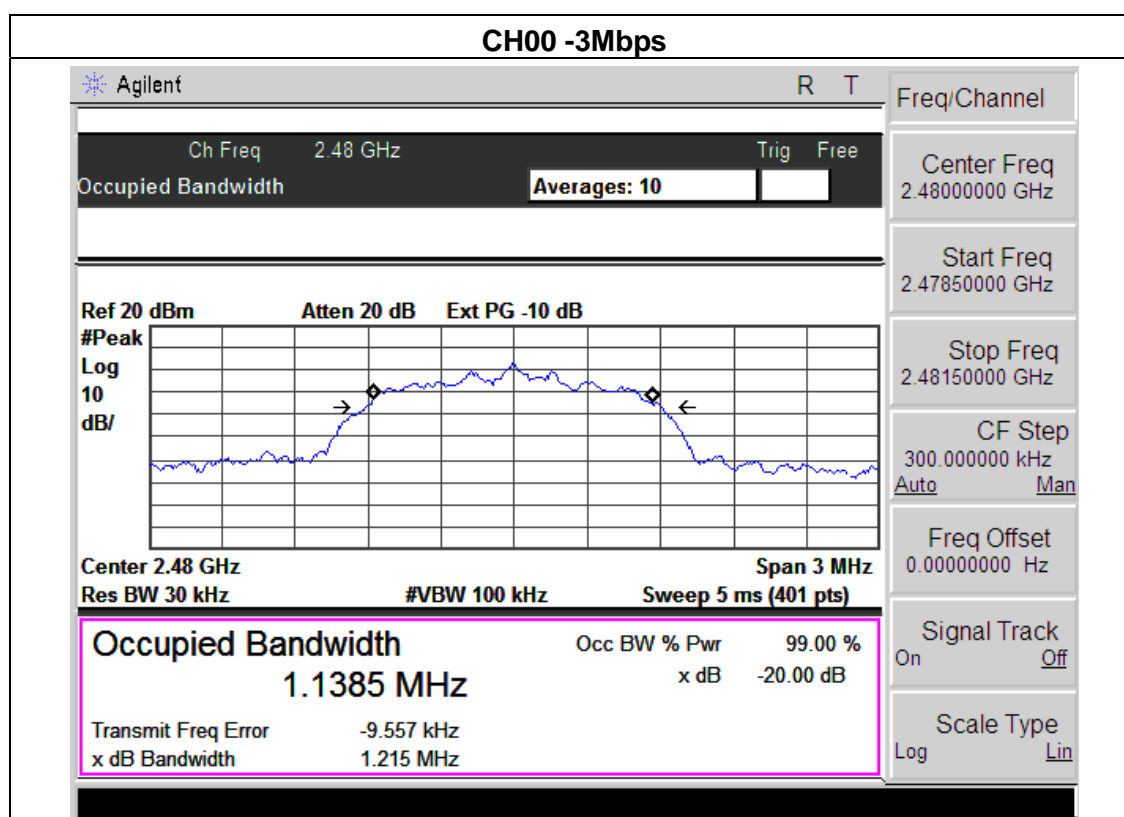 CH00 -3Mbps
Agilent R T
Ch Freq 2.48 GHz Trig Free
Occupied Bandwidth Averages: 10
Ref 20 dBm Atten 20 dB Ext PG -10 dB
#Peak
Log
10
dB/
Center 2.48 GHz Span 3 MHz
Res BW 30 kHz #VBW 100 kHz Sweep 5 ms (401 pts)
Occupied Bandwidth Occ BW % Pwr 99.00 %
1.1385 MHz x dB -20.00 dB
Transmit Freq Error -9.557 kHz
x dB Bandwidth 1.215 MHz
Freq/Channel
Center Freq
2.48000000 GHz
Start Freq
2.47850000 GHz
Stop Freq
2.48150000 GHz
CF Step
300.000000 kHz
Auto Man
Freq Offset
0.00000000 Hz
Signal Track
On Off
Scale Type
Log Lin